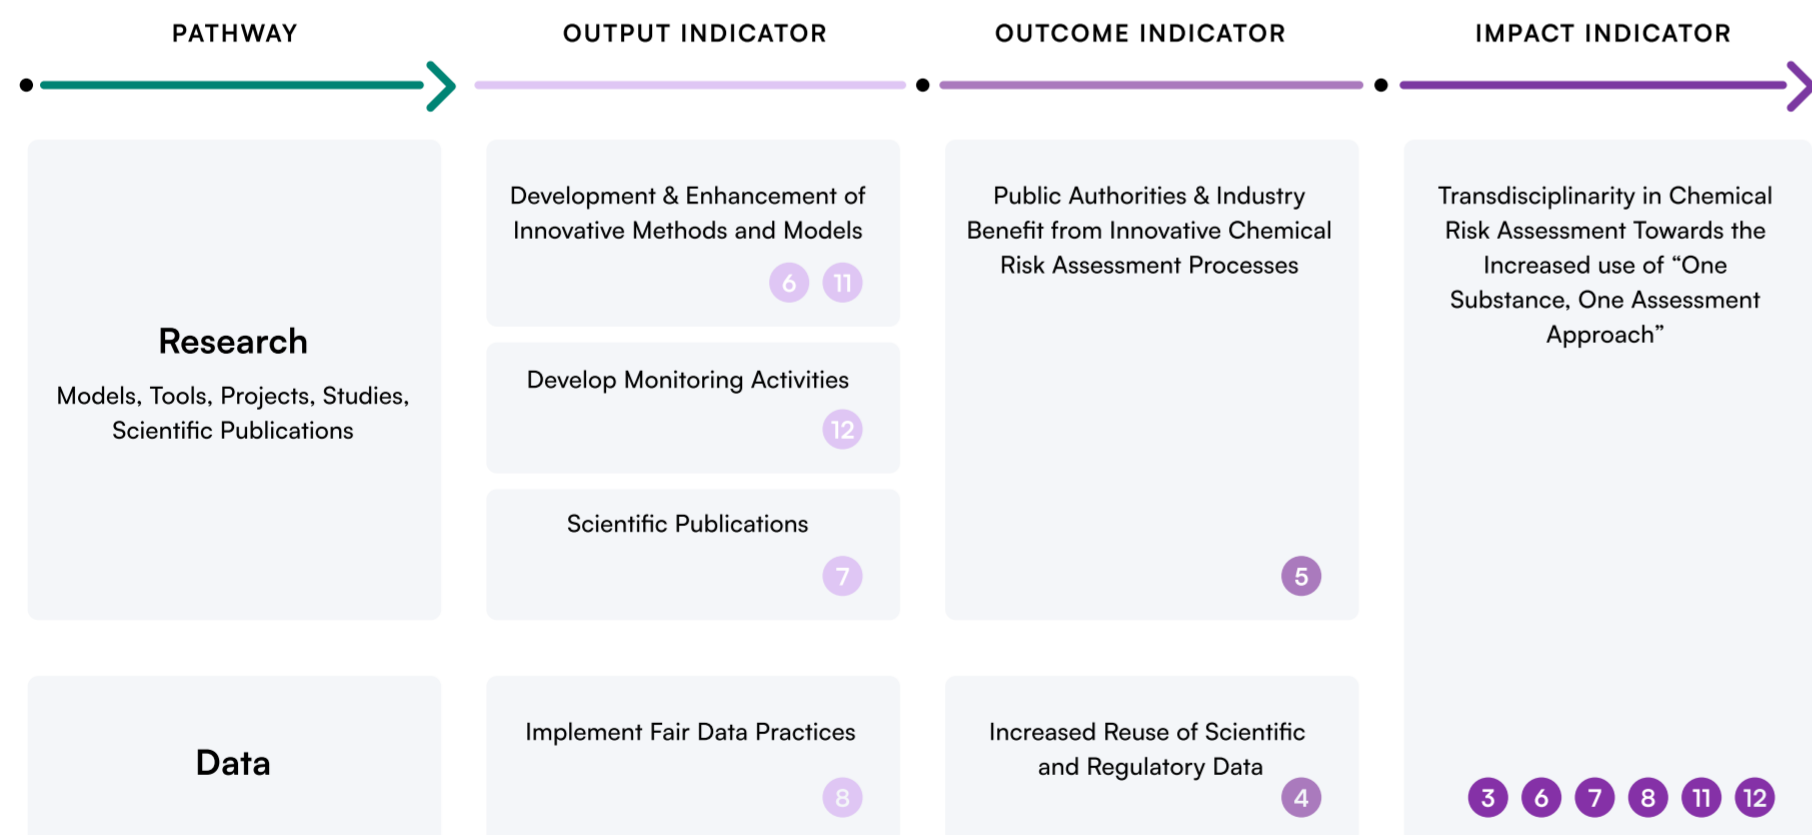 PATHWAY
OUTPUT INDICATOR
OUTCOME INDICATOR
IMPACT INDICATOR
Research
Models, Tools, Projects, Studies,
Scientific Publications
Development & Enhancement of
Innovative Methods and Models
6 11
Develop Monitoring Activities
12
Scientific Publications
7
Public Authorities & Industry
Benefit from Innovative Chemical
Risk Assessment Processes
5
Transdisciplinarity in Chemical
Risk Assessment Towards the
Increased use of “One
Substance, One Assessment
Approach”
3 6 7 8 11 12
Data
Implement Fair Data Practices
8
Increased Reuse of Scientific
and Regulatory Data
4